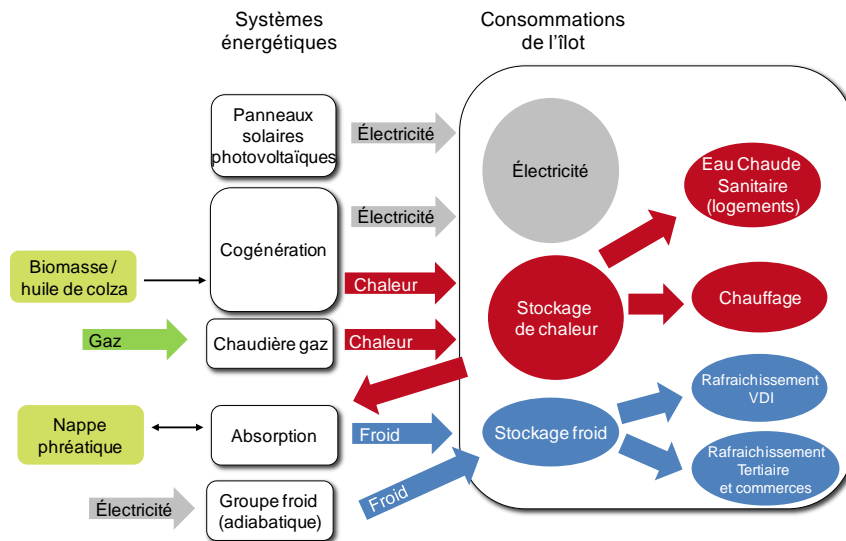 Systèmes
énergétiques
Consommations
de l'îlot
Panneaux
solaires
photovoltaïques
Électricité
Électricité
Eau Chaude
Sanitaire
(logements)
Électricité
Cogénération
Biomasse /
huile de colza
Chaleur
Stockage
de chaleur
Chauffage
Gaz
Chaudière gaz
Chaleur
Rafraichissement
VDI
Nappe
phréatique
Absorption
Froid
Stockage froid
Rafraichissement
Tertiaire
et commerces
Électricité
Groupe froid
(adiabatique)
Froid